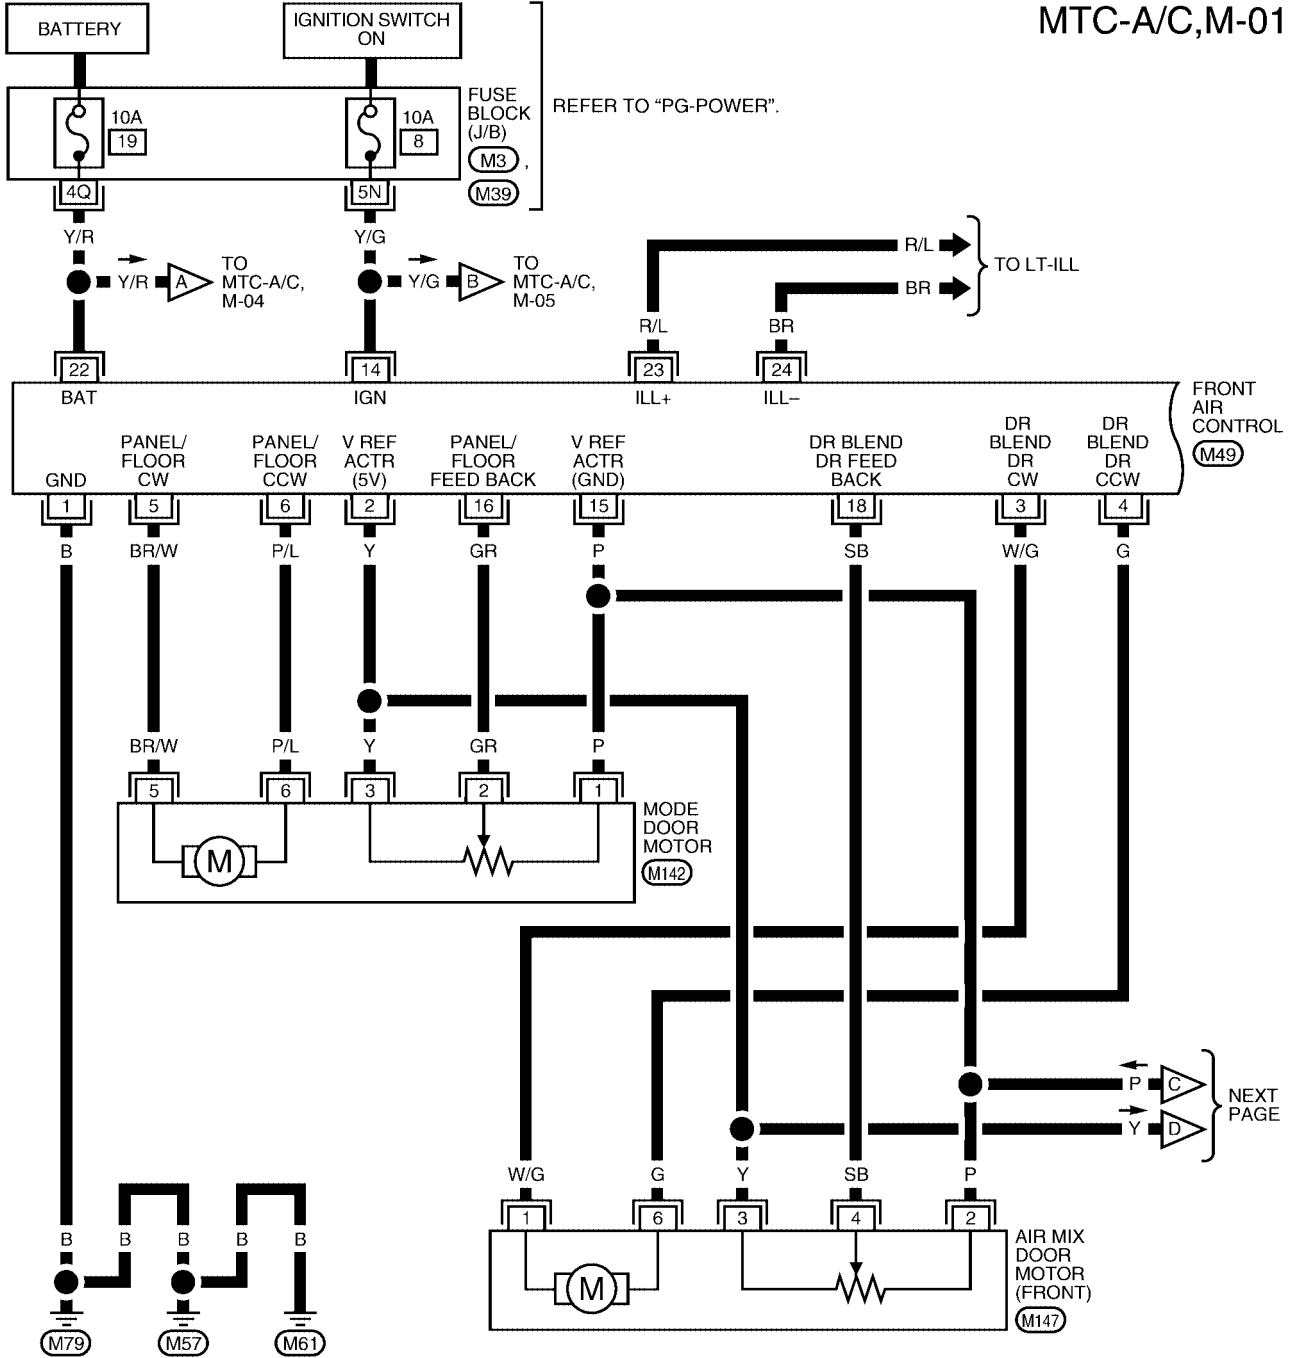 MTC-A/C,M-01
BATTERY
IGNITION SWITCH
ON
10A
19
10A
8
FUSE
BLOCK
(J/B)
M3 ,
M39
REFER TO "PG-POWER".
4Q
5N
Y/R
Y/G
Y/R
A
TO
MTC-A/C,
M-04
Y/G
B
TO
MTC-A/C,
M-05
R/L
BR
TO LT-ILL
R/L
BR
22
14
23
24
BAT
IGN
ILL+
ILL–
FRONT
AIR
CONTROL
M49
GND
PANEL/
FLOOR
CW
PANEL/
FLOOR
CCW
V REF
ACTR
(5V)
PANEL/
FLOOR
FEED BACK
V REF
ACTR
(GND)
DR BLEND
DR FEED
BACK
DR
BLEND
DR
CW
DR
BLEND
DR
CCW
1
5
6
2
16
15
18
3
4
B
BR/W
P/L
Y
GR
P
SB
W/G
G
BR/W
P/L
Y
GR
P
5
6
3
2
1
M
MODE
DOOR
MOTOR
M142
P
C
Y
D
NEXT
PAGE
W/G
G
Y
SB
P
1
6
3
4
2
M
AIR MIX
DOOR
MOTOR
(FRONT)
M147
B
B
B
B
B
M79
M57
M61